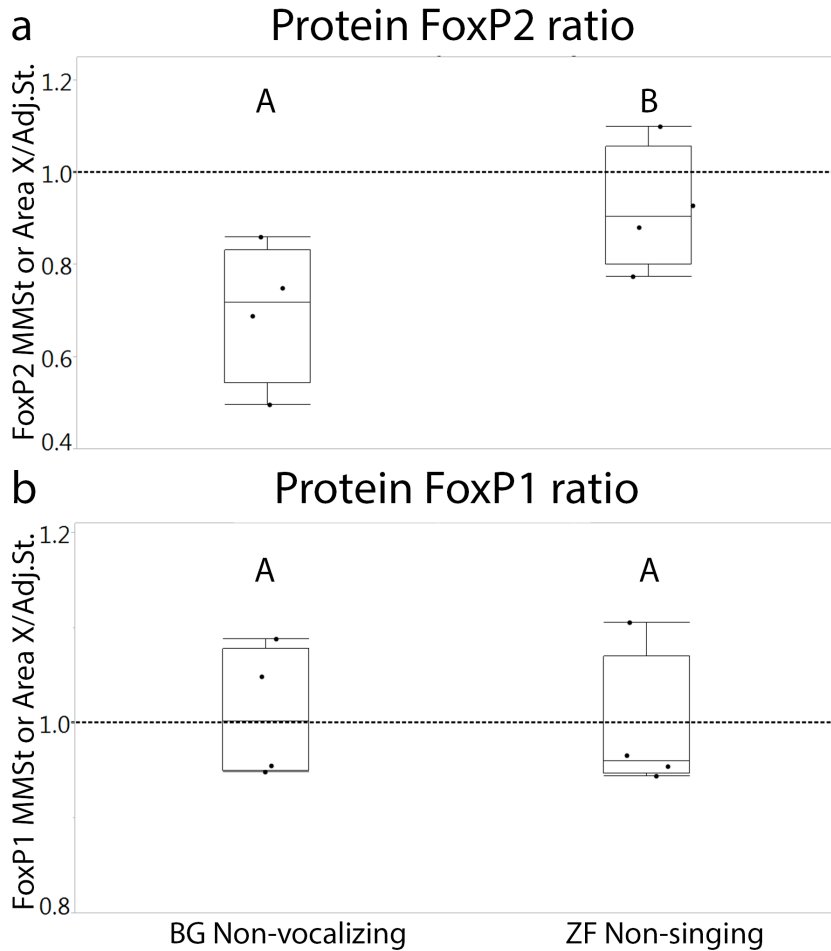 a
Protein FoxP2 ratio
FoxP2 MMSt or Area X/Adj.St.
1.2
1.0
0.8
0.6
0.4
A
B
b
Protein FoxP1 ratio
FoxP1 MMSt or Area X/Adj.St.
1.2
1.0
0.8
A
A
BG Non-vocalizing
ZF Non-singing